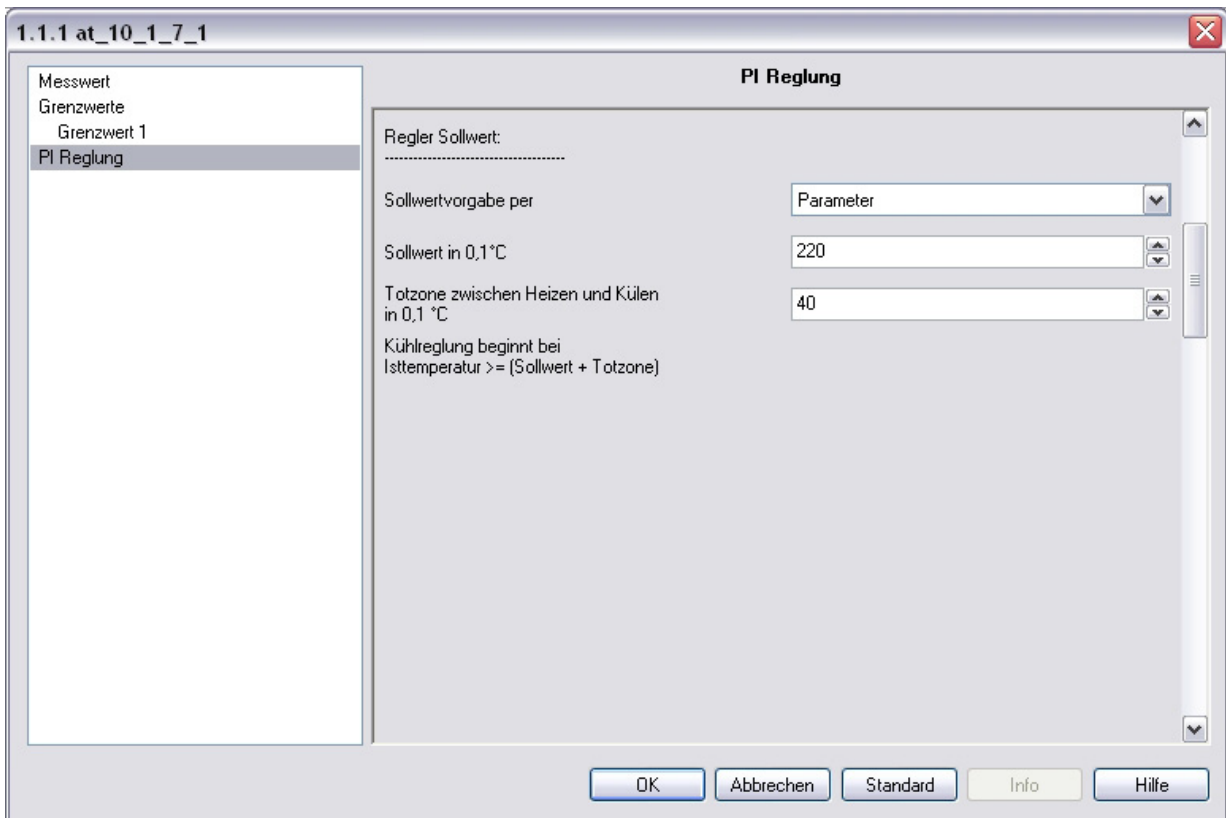 1.1.1 at_10_1_7_1
Messwert
Grenzwerte
Grenzwert 1
PI Reglung
PI Reglung
Regler Sollwert:
--------------------------------------
Sollwertvorgabe per
Parameter
Sollwert in 0,1°C
220
Totzone zwischen Heizen und Külen
in 0,1 °C
40
Kühlreglung beginnt bei
Isttemperatur >= (Sollwert + Totzone)
OK
Abbrechen
Standard
Info
Hilfe